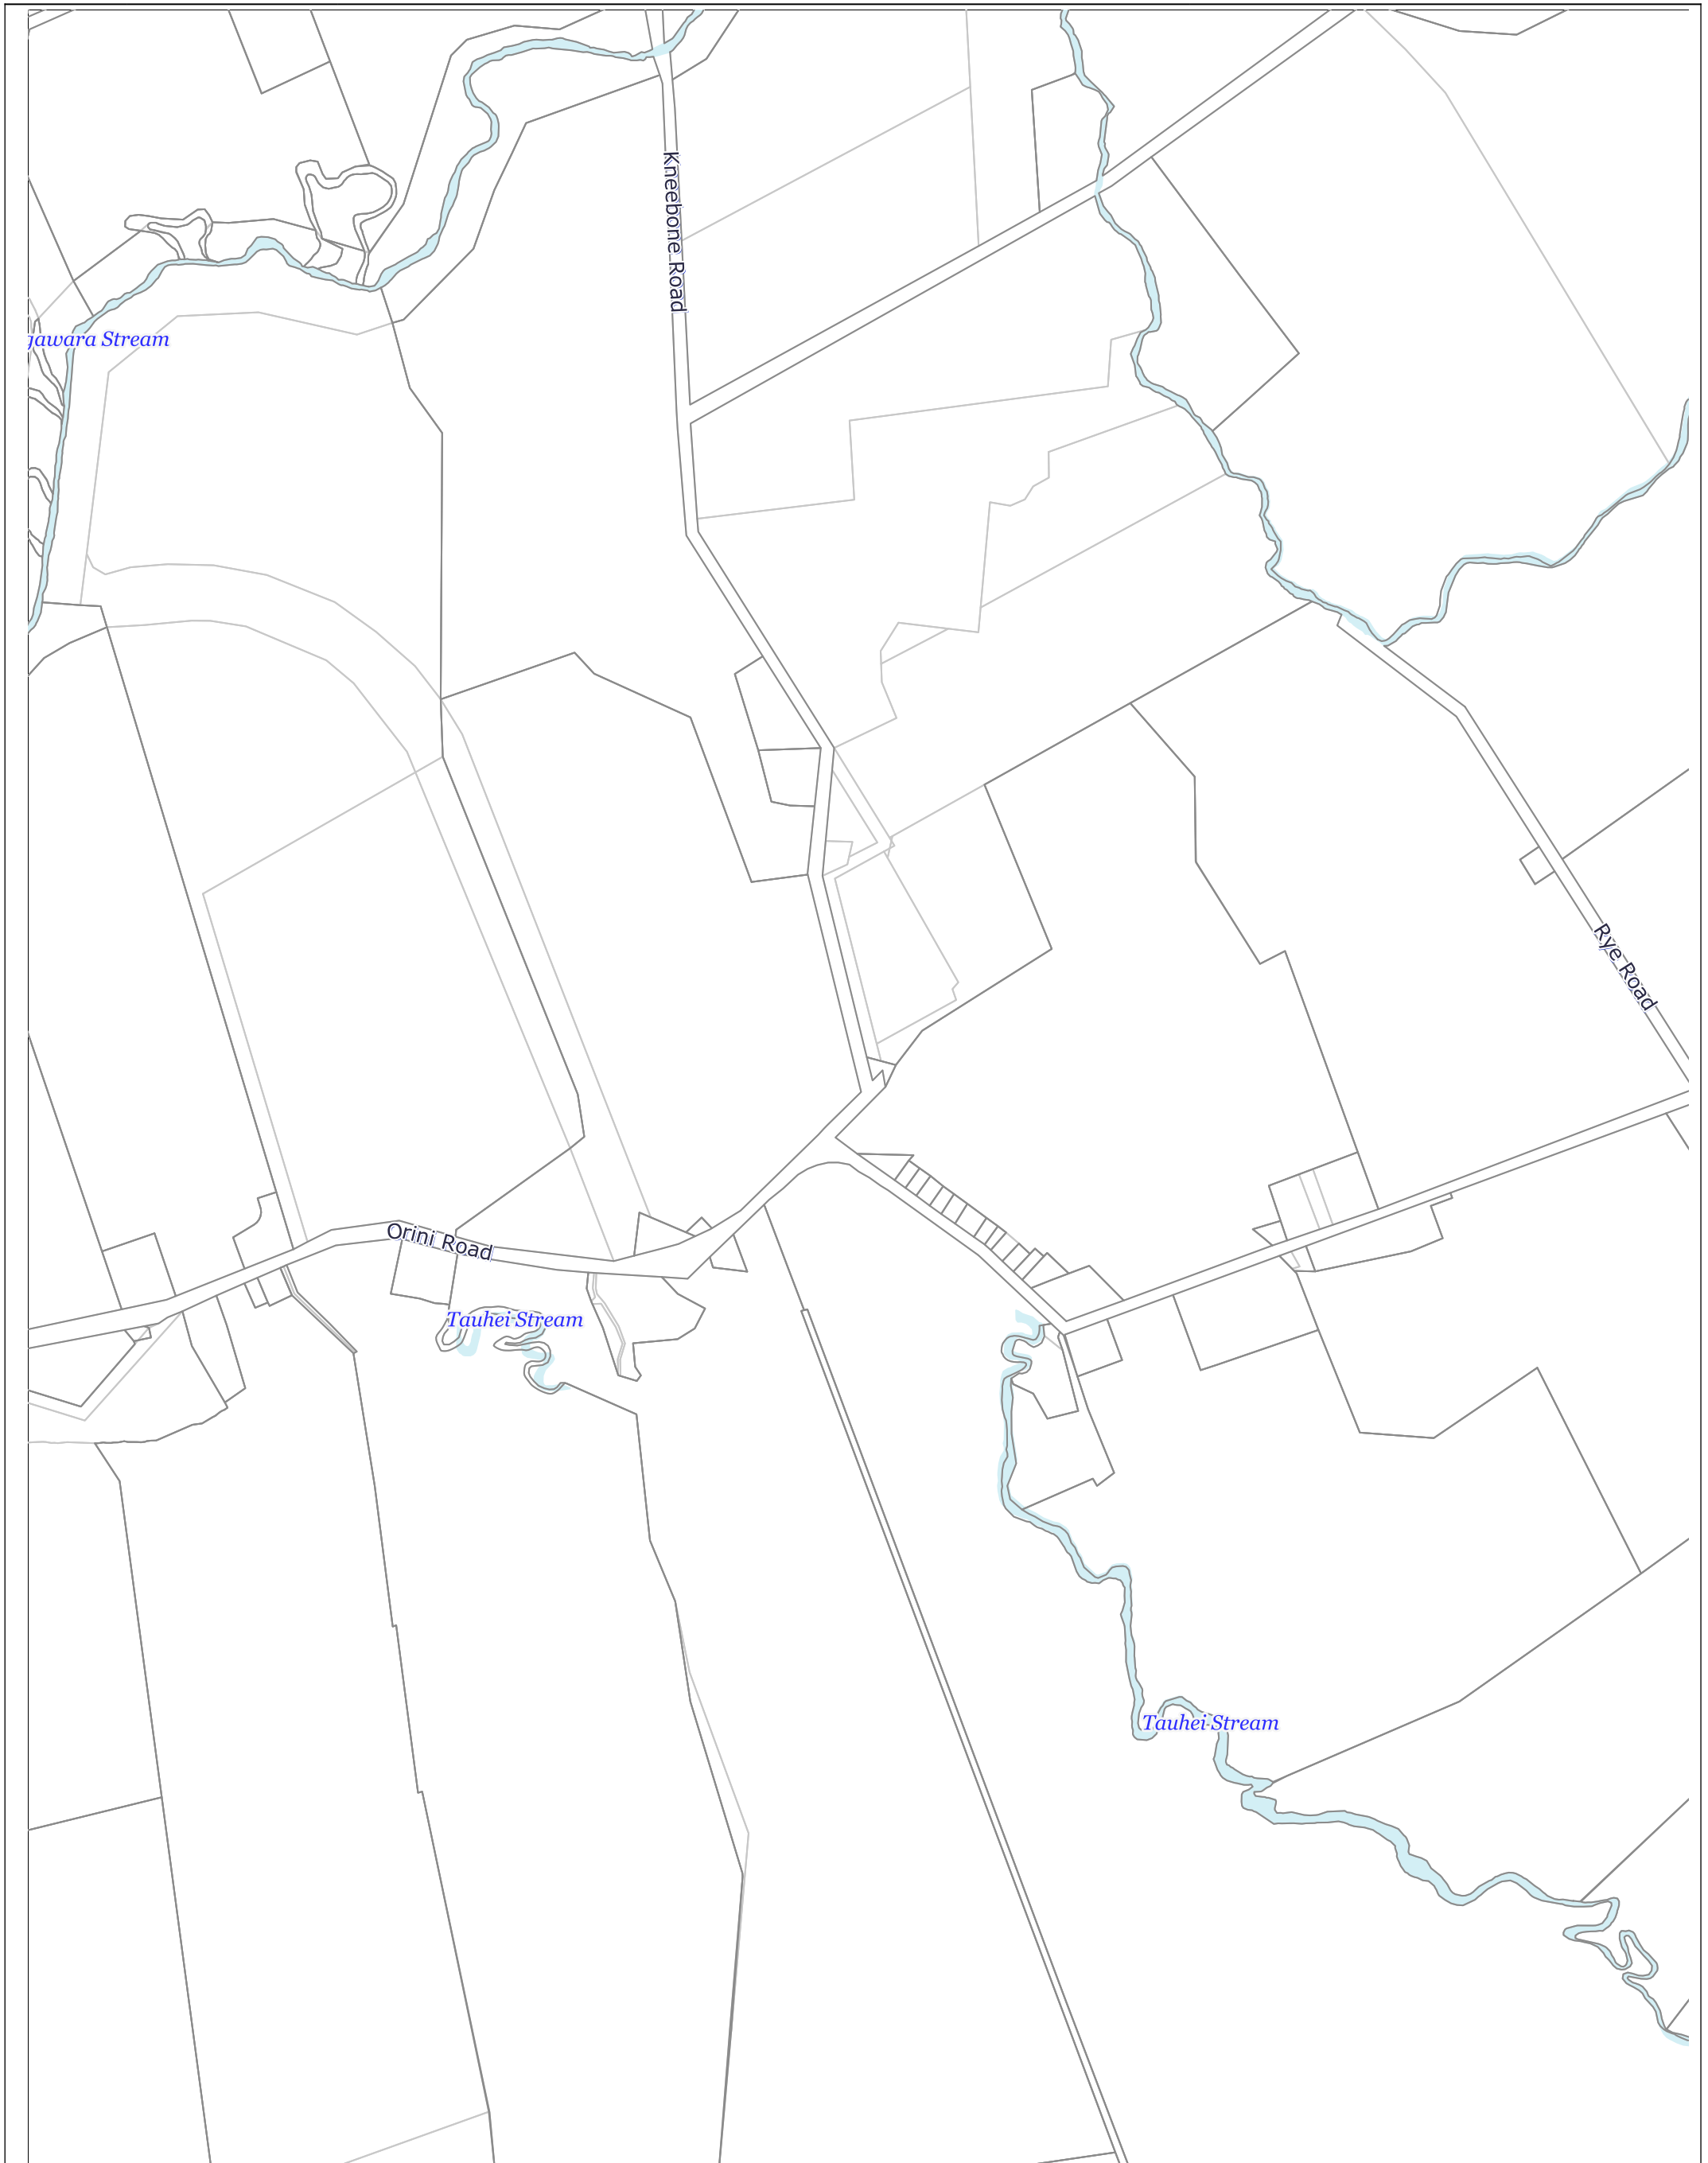 Kneebone Road
gawara Stream
Rye Road
Orini Road
Tauhei Stream
Tauhei Stream